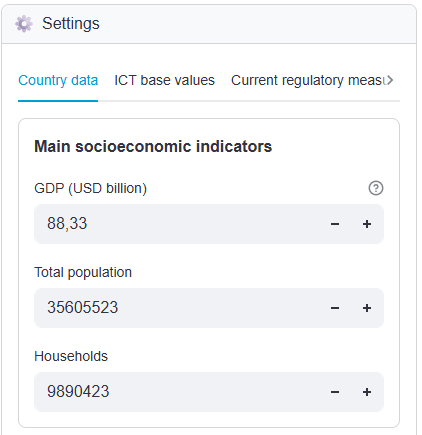 Settings
Country data ICT base values Current regulatory meas
Main socioeconomic indicators
GDP (USD billion)
88,33
Total population
35605523
Households
9890423